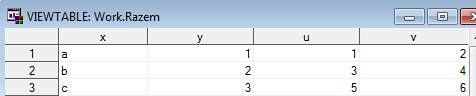 VIEWTABLE: Work.Razem
x y u v
1 a 1 1 2
2 b 2 3 4
3 c 3 5 6